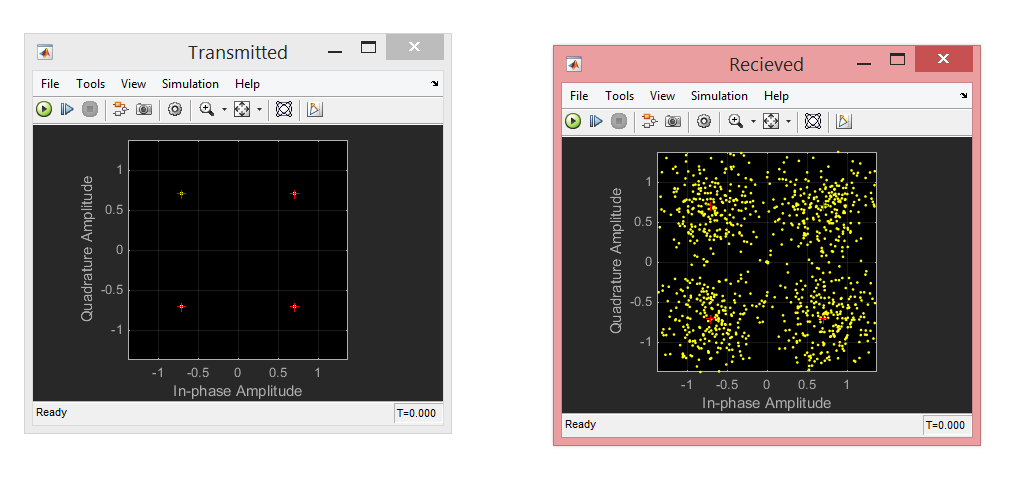 Transmitted
File Tools View Simulation Help
1
0.5
0
-0.5
-1
Quadrature Amplitude
-1 -0.5 0 0.5 1
In-phase Amplitude
Ready T=0.000
Recieved
File Tools View Simulation Help
1
0.5
0
-0.5
-1
Quadrature Amplitude
-1 -0.5 0 0.5 1
In-phase Amplitude
Ready T=0.000